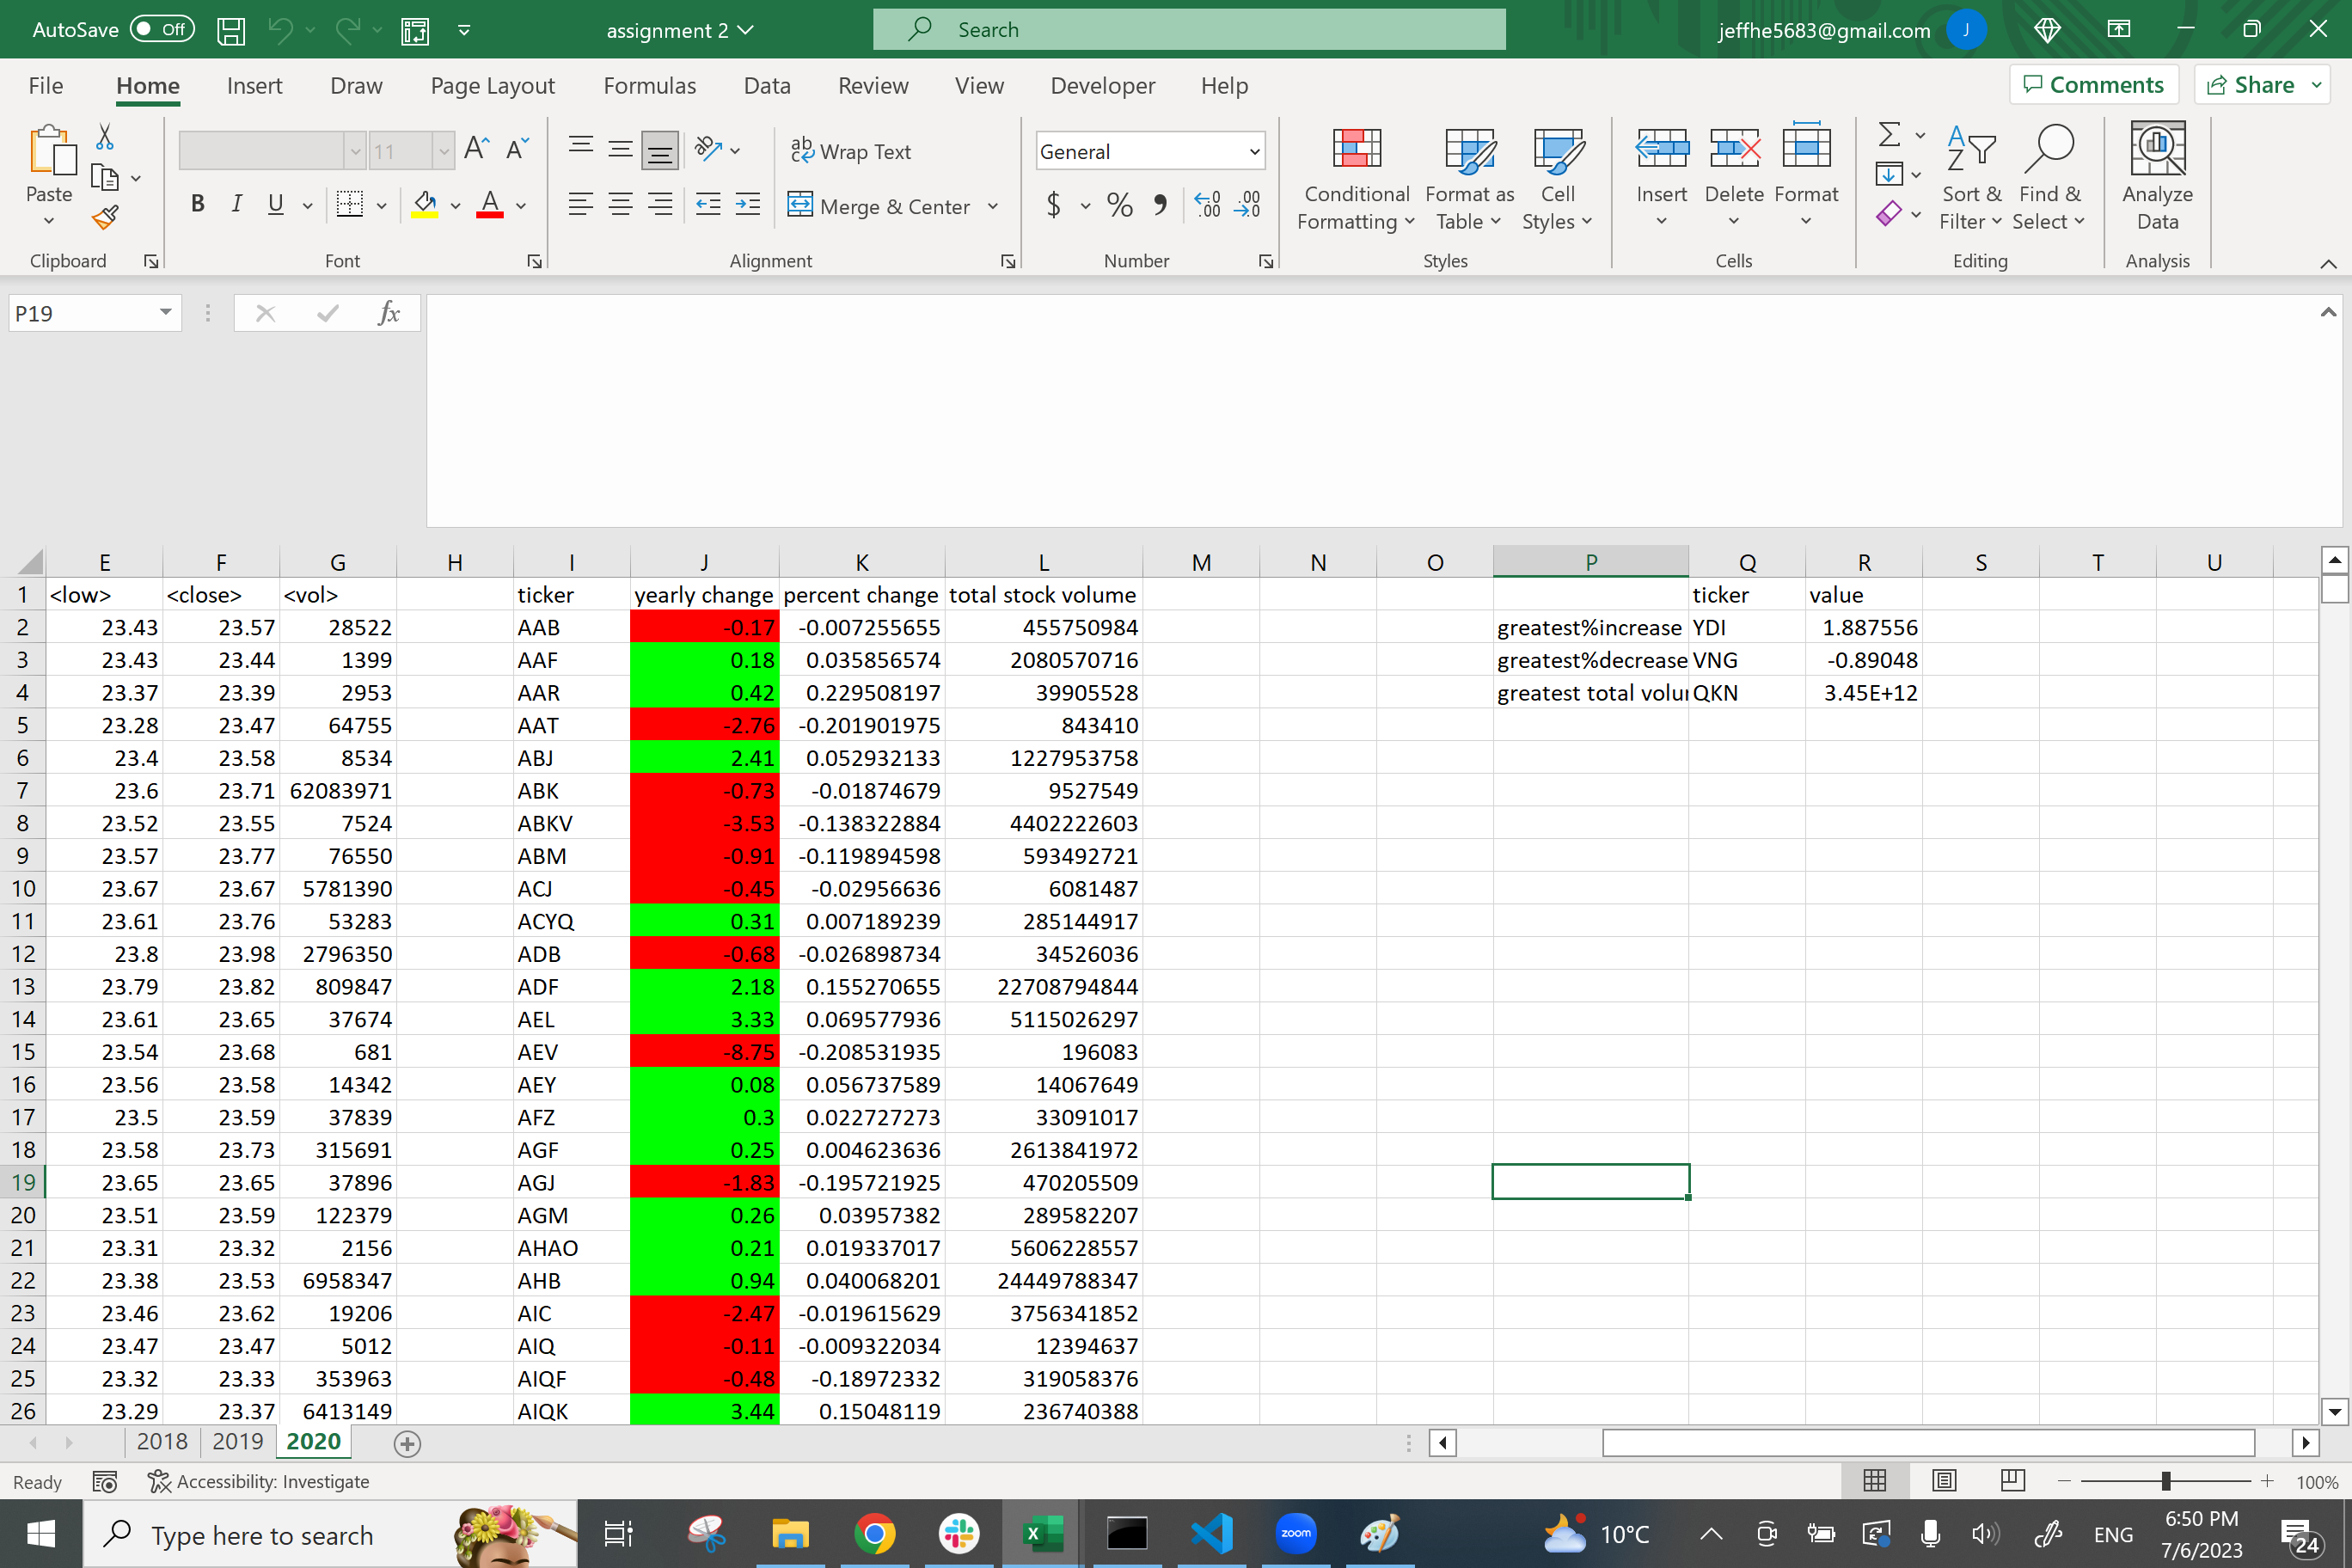 AutoSave Off assignment 2 Search jeffhe5683@gmail.com J
File Home Insert Draw Page Layout Formulas Data Review View Developer Help Comments Share
Paste 11 Wrap Text General Conditional Formatting Format as Table Cell Styles Insert Delete Format Sort & Filter Find & Select Analyze Data
B I U A Merge & Center $ % 9 .00
Clipboard Font Alignment Number Styles Cells Editing Analysis
P19 fx
E F G H I J K L M N O P Q R S T U
1 <low> <close> <vol> ticker yearly change percent change total stock volume ticker value
2 23.43 23.57 28522 AAB -0.17 -0.007255655 455750984 greatest%increase YDI 1.887556
3 23.43 23.44 1399 AAF 0.18 0.035856574 2080570716 greatest%decrease VNG -0.89048
4 23.37 23.39 2953 AAR 0.42 0.229508197 39905528 greatest total volu QKN 3.45E+12
5 23.28 23.47 64755 AAT -2.76 -0.201901975 843410
6 23.4 23.58 8534 ABJ 2.41 0.052932133 1227953758
7 23.6 23.71 62083971 ABK -0.73 -0.01874679 9527549
8 23.52 23.55 7524 ABKV -3.53 -0.138322884 4402222603
9 23.57 23.77 76550 ABM -0.91 -0.119894598 593492721
10 23.67 23.67 5781390 ACJ -0.45 -0.02956636 6081487
11 23.61 23.76 53283 ACYQ 0.31 0.007189239 285144917
12 23.8 23.98 2796350 ADB -0.68 -0.026898734 34526036
13 23.79 23.82 809847 ADF 2.18 0.155270655 22708794844
14 23.61 23.65 37674 AEL 3.33 0.069577936 5115026297
15 23.54 23.68 681 AEV -8.75 -0.208531935 196083
16 23.56 23.58 14342 AEY 0.08 0.056737589 14067649
17 23.5 23.59 37839 AFZ 0.3 0.022727273 33091017
18 23.58 23.73 315691 AGF 0.25 0.004623636 2613841972
19 23.65 23.65 37896 AGJ -1.83 -0.195721925 470205509
20 23.51 23.59 122379 AGM 0.26 0.03957382 289582207
21 23.31 23.32 2156 AHAO 0.21 0.019337017 5606228557
22 23.38 23.53 6958347 AHB 0.94 0.040068201 24449788347
23 23.46 23.62 19206 AIC -2.47 -0.019615629 3756341852
24 23.47 23.47 5012 AIQ -0.11 -0.009322034 12394637
25 23.32 23.33 353963 AIQF -0.48 -0.18972332 319058376
26 23.29 23.37 6413149 AIQK 3.44 0.15048119 236740388
2018 2019 2020
Ready Accessibility: Investigate 100%
Type here to search zoom 10°C ENG 6:50 PM 24
7/6/2023